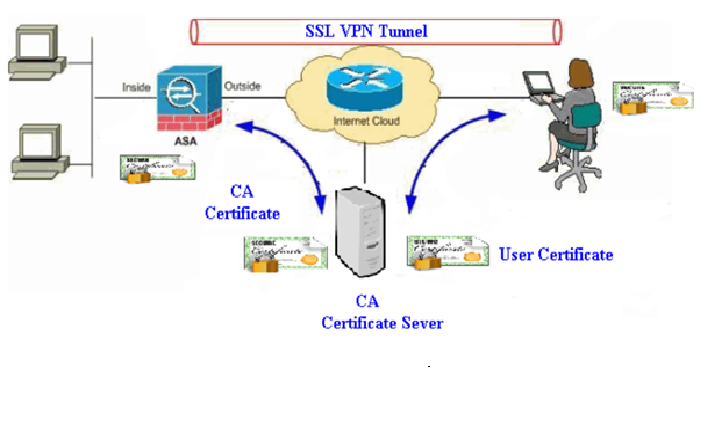 SSL VPN Tunnel
Inside
Outside
Internet Cloud
ASA
CA
Certificate
User Certificate
CA
Certificate Sever